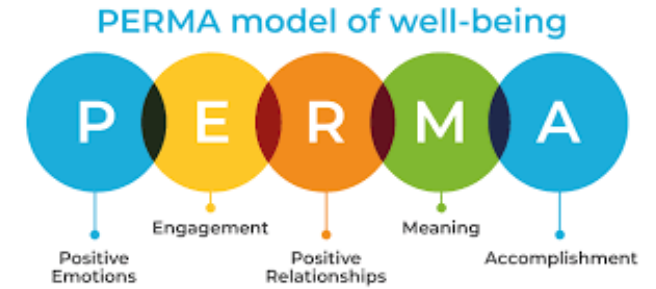 PERMA model of well-being
P E R M A
Engagement
Meaning
Positive
Emotions
Positive
Relationships
Accomplishment